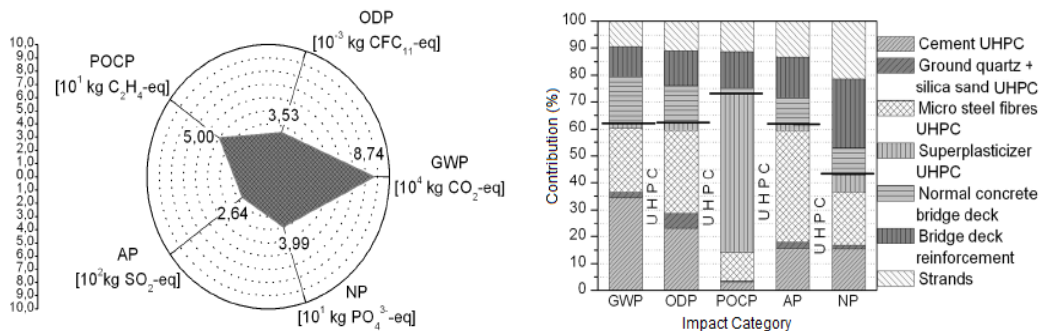 10,0
9,0
8,0
7,0
6,0
5,0
4,0
3,0
2,0
1,0
0,0
1,0
2,0
3,0
4,0
5,0
6,0
7,0
8,0
9,0
10,0
ODP
[10-3 kg CFC11-eq]
POCP
[10¹ kg C2H4-eq]
3,53
5,00
8,74
GWP
[10⁴ kg CO2-eq]
2,64
3,99
AP
[10²kg SO2-eq]
NP
[10¹ kg PO4³-eq]
Contribution (%)
100
90
80
70
60
50
40
30
20
10
0
UHPC
UHPC
UHPC
UHPC
GWP
ODP
POCP
AP
NP
Impact Category
Cement UHPC
Ground quartz +
silica sand UHPC
Micro steel fibres
UHPC
Superplasticizer
UHPC
Normal concrete
bridge deck
Bridge deck
reinforcement
Strands